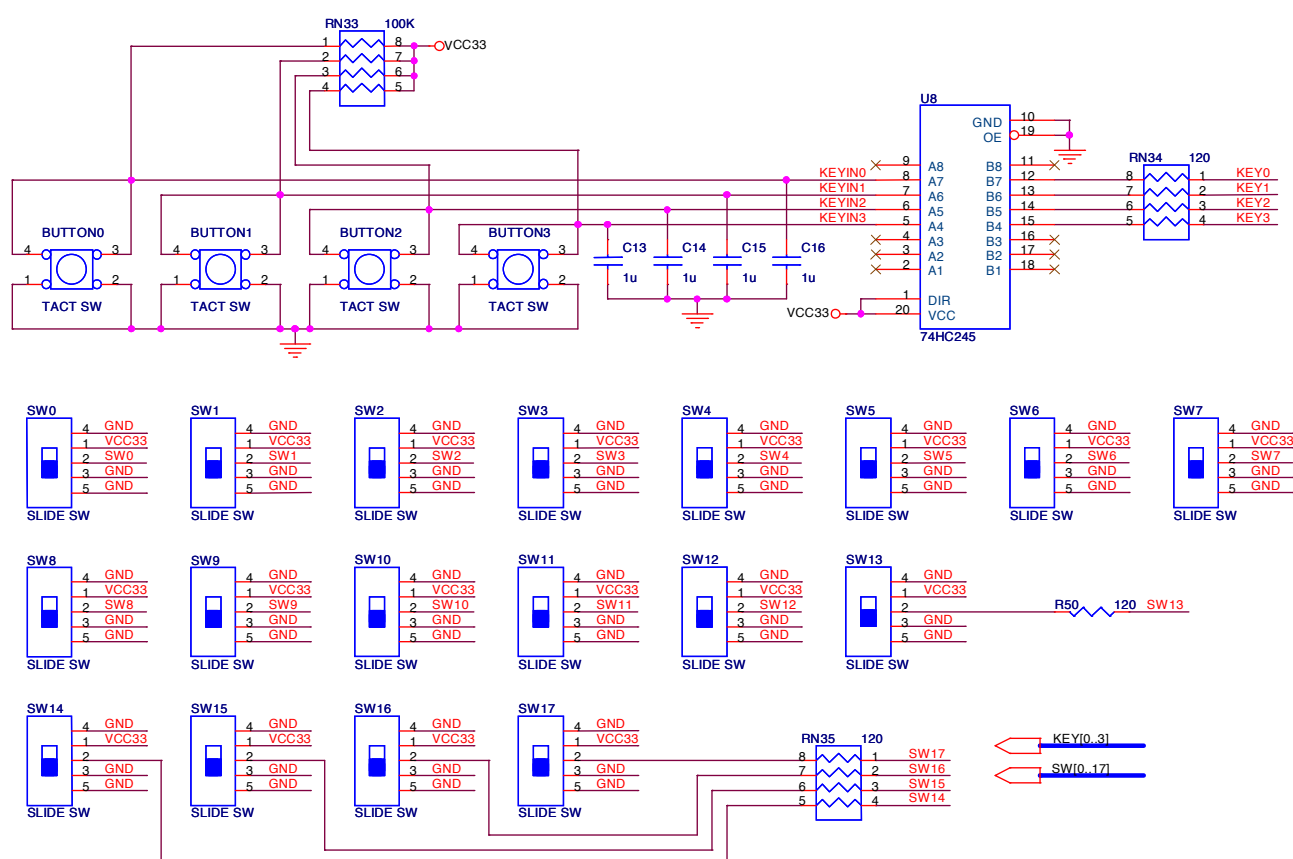 RN33 100K
1 8 VCC33
2 7
3 6
4 5
U8
GND 10
OE 19
9 A8 B8 11
KEYIN0 8 A7 B7 12
KEYIN1 7 A6 B6 13
KEYIN2 6 A5 B5 14
KEYIN3 5 A4 B4 15
4 A3 B3 16
3 A2 B2 17
2 A1 B1 18
1 DIR
VCC33 20 VCC
74HC245
RN34 120
8 1 KEY0
7 2 KEY1
6 3 KEY2
5 4 KEY3
BUTTON0 BUTTON1 BUTTON2 BUTTON3
4 3 4 3 4 3 4 3
1 2 1 2 1 2 1 2
TACT SW TACT SW TACT SW TACT SW
C13 C14 C15 C16
1u 1u 1u 1u
SW0 SW1 SW2 SW3 SW4 SW5 SW6 SW7
4 GND 4 GND 4 GND 4 GND 4 GND 4 GND 4 GND 4 GND
1 VCC33 1 VCC33 1 VCC33 1 VCC33 1 VCC33 1 VCC33 1 VCC33 1 VCC33
2 SW0 2 SW1 2 SW2 2 SW3 2 SW4 2 SW5 2 SW6 2 SW7
3 GND 3 GND 3 GND 3 GND 3 GND 3 GND 3 GND 3 GND
5 GND 5 GND 5 GND 5 GND 5 GND 5 GND 5 GND 5 GND
SLIDE SW SLIDE SW SLIDE SW SLIDE SW SLIDE SW SLIDE SW SLIDE SW SLIDE SW
SW8 SW9 SW10 SW11 SW12 SW13
4 GND 4 GND 4 GND 4 GND 4 GND 4 GND
1 VCC33 1 VCC33 1 VCC33 1 VCC33 1 VCC33 1 VCC33
2 SW8 2 SW9 2 SW10 2 SW11 2 SW12 2 R50 120 SW13
3 GND 3 GND 3 GND 3 GND 3 GND 3 GND
5 GND 5 GND 5 GND 5 GND 5 GND 5 GND
SLIDE SW SLIDE SW SLIDE SW SLIDE SW SLIDE SW SLIDE SW
SW14 SW15 SW16 SW17
4 GND 4 GND 4 GND 4 GND
1 VCC33 1 VCC33 1 VCC33 1 VCC33
2 2 2 2
3 GND 3 GND 3 GND 3 GND
5 GND 5 GND 5 GND 5 GND
SLIDE SW SLIDE SW SLIDE SW SLIDE SW
RN35 120
8 1 SW17
7 2 SW16
6 3 SW15
5 4 SW14
KEY[0..3]
SW[0..17]